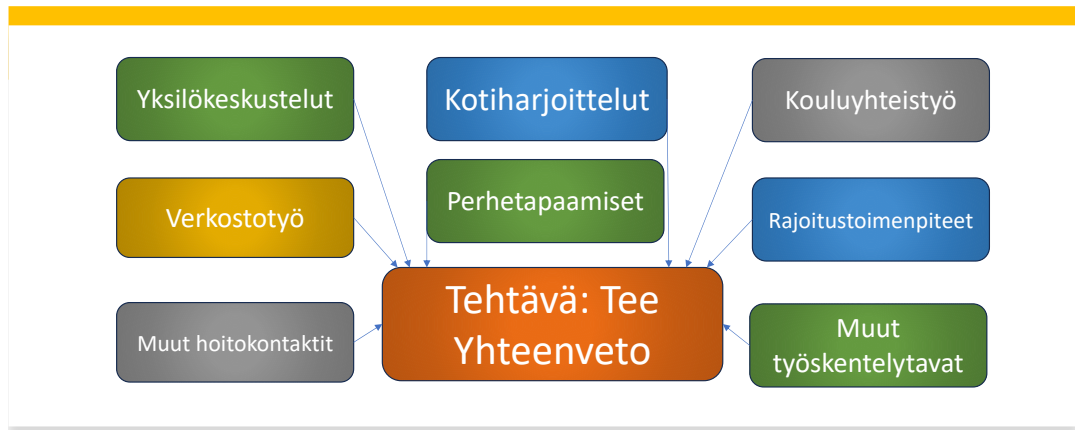 Yksilökeskustelut
Kotiharjoittelut
Kouluyhteistyö
Verkostotyö
Perhetapaamiset
Rajoitustoimenpiteet
Muut hoitokontaktit
Tehtävä: Tee
Yhteenveto
Muut
työskentelytavat